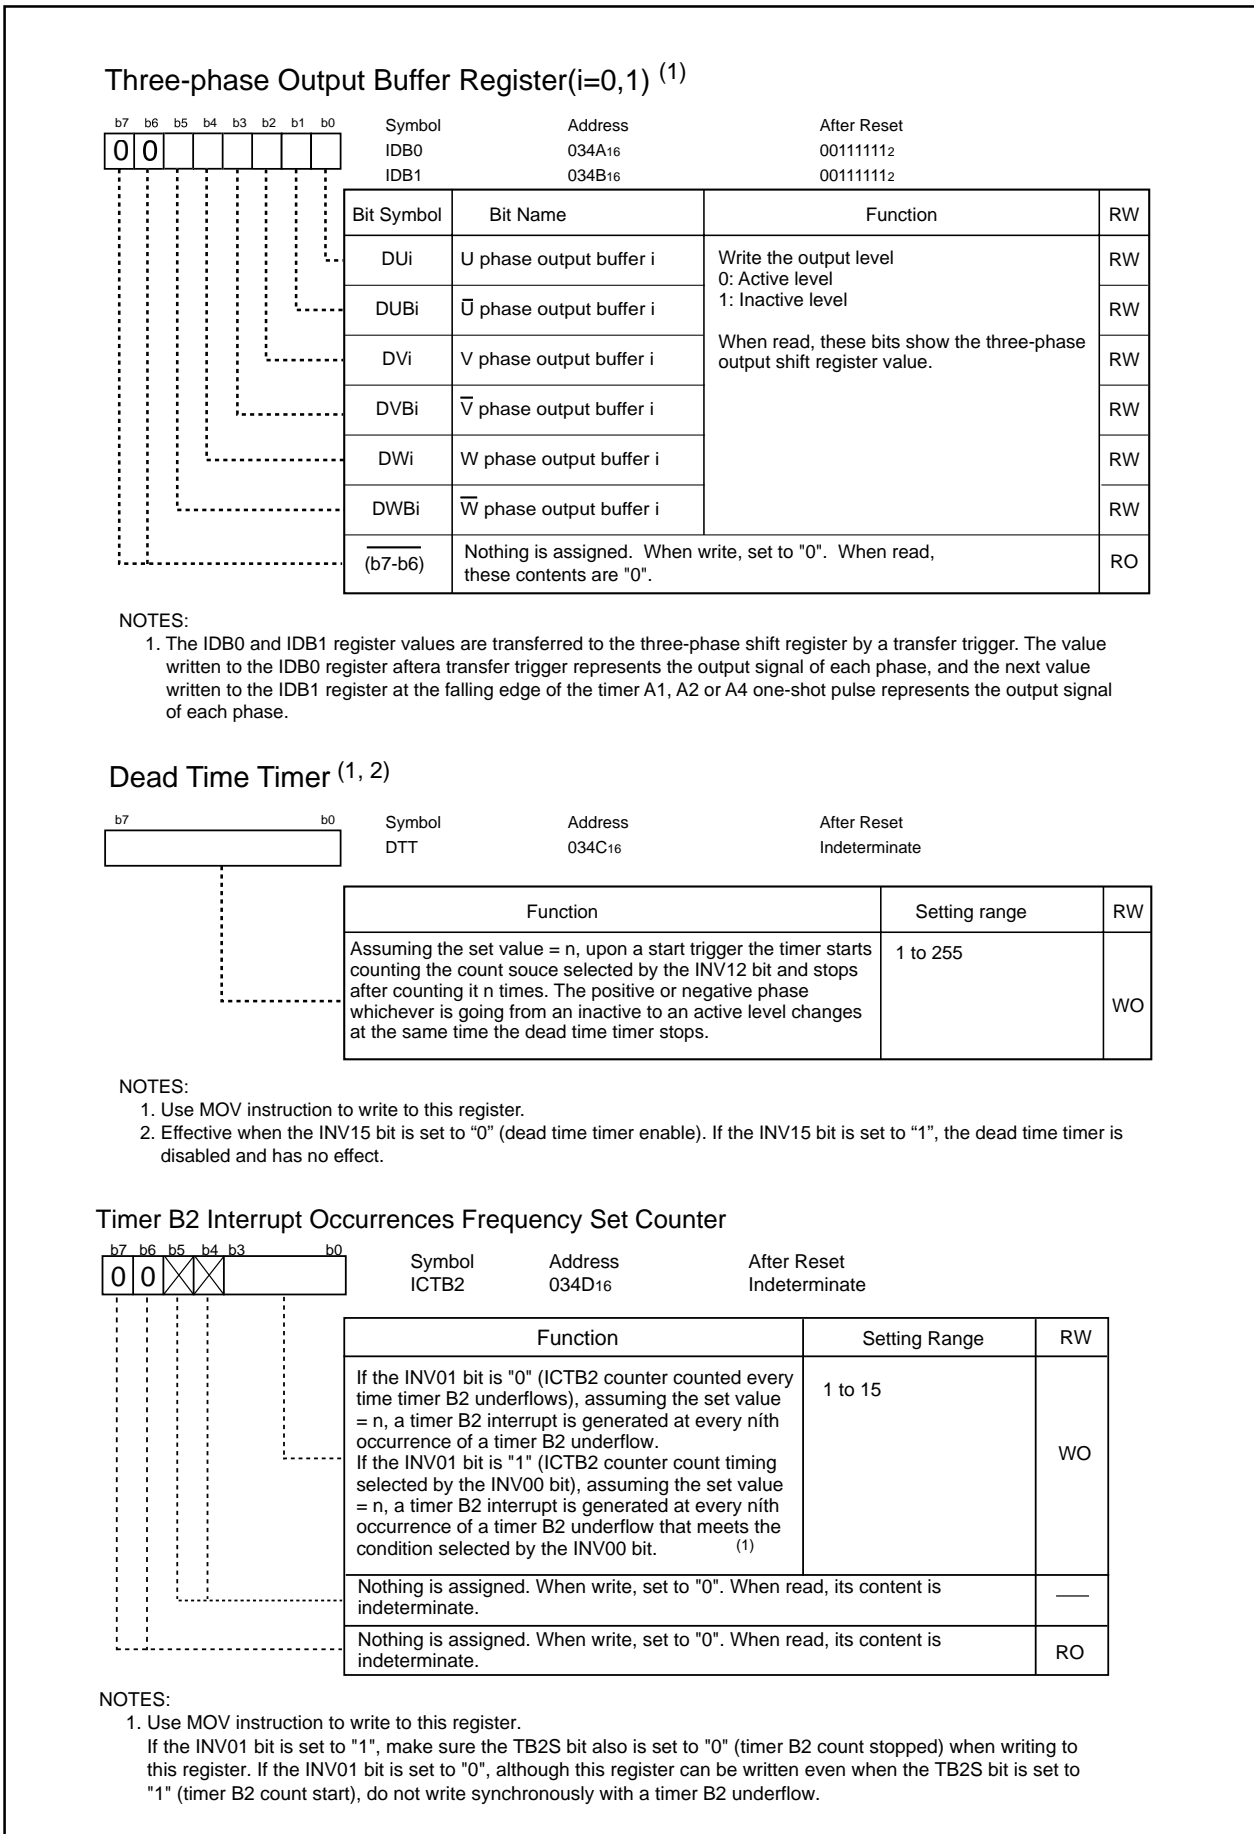 Three-phase Output Buffer Register(i=0,1) (1)
b7 b6 b5 b4 b3 b2 b1 b0
0 0
Symbol Address After Reset
IDB0 034A16 001111112
IDB1 034B16 001111112
Bit Symbol Bit Name Function RW
DUi U phase output buffer i RW
Write the output level
0: Active level
1: Inactive level
DUBi U̅ phase output buffer i RW
When read, these bits show the three-phase
output shift register value.
DVi V phase output buffer i RW
DVBi V̅ phase output buffer i RW
DWi W phase output buffer i RW
DWBi W̅ phase output buffer i RW
(b7-b6) Nothing is assigned. When write, set to "0". When read,
these contents are "0". RO
NOTES:
1. The IDB0 and IDB1 register values are transferred to the three-phase shift register by a transfer trigger. The value
written to the IDB0 register aftera transfer trigger represents the output signal of each phase, and the next value
written to the IDB1 register at the falling edge of the timer A1, A2 or A4 one-shot pulse represents the output signal
of each phase.
Dead Time Timer (1, 2)
b7 b0
Symbol Address After Reset
DTT 034C16 Indeterminate
Function Setting range RW
Assuming the set value = n, upon a start trigger the timer starts
counting the count souce selected by the INV12 bit and stops
after counting it n times. The positive or negative phase
whichever is going from an inactive to an active level changes
at the same time the dead time timer stops.
1 to 255
WO
NOTES:
1. Use MOV instruction to write to this register.
2. Effective when the INV15 bit is set to “0” (dead time timer enable). If the INV15 bit is set to “1”, the dead time timer is
disabled and has no effect.
Timer B2 Interrupt Occurrences Frequency Set Counter
b7 b6 b5 b4 b3 b0
0 0
Symbol Address After Reset
ICTB2 034D16 Indeterminate
Function Setting Range RW
If the INV01 bit is "0" (ICTB2 counter counted every
time timer B2 underflows), assuming the set value
= n, a timer B2 interrupt is generated at every níth
occurrence of a timer B2 underflow.
If the INV01 bit is "1" (ICTB2 counter count timing
selected by the INV00 bit), assuming the set value
= n, a timer B2 interrupt is generated at every níth
occurrence of a timer B2 underflow that meets the
condition selected by the INV00 bit. (1)
1 to 15
WO
Nothing is assigned. When write, set to "0". When read, its content is
indeterminate. —
Nothing is assigned. When write, set to "0". When read, its content is
indeterminate. RO
NOTES:
1. Use MOV instruction to write to this register.
If the INV01 bit is set to "1", make sure the TB2S bit also is set to "0" (timer B2 count stopped) when writing to
this register. If the INV01 bit is set to "0", although this register can be written even when the TB2S bit is set to
"1" (timer B2 count start), do not write synchronously with a timer B2 underflow.